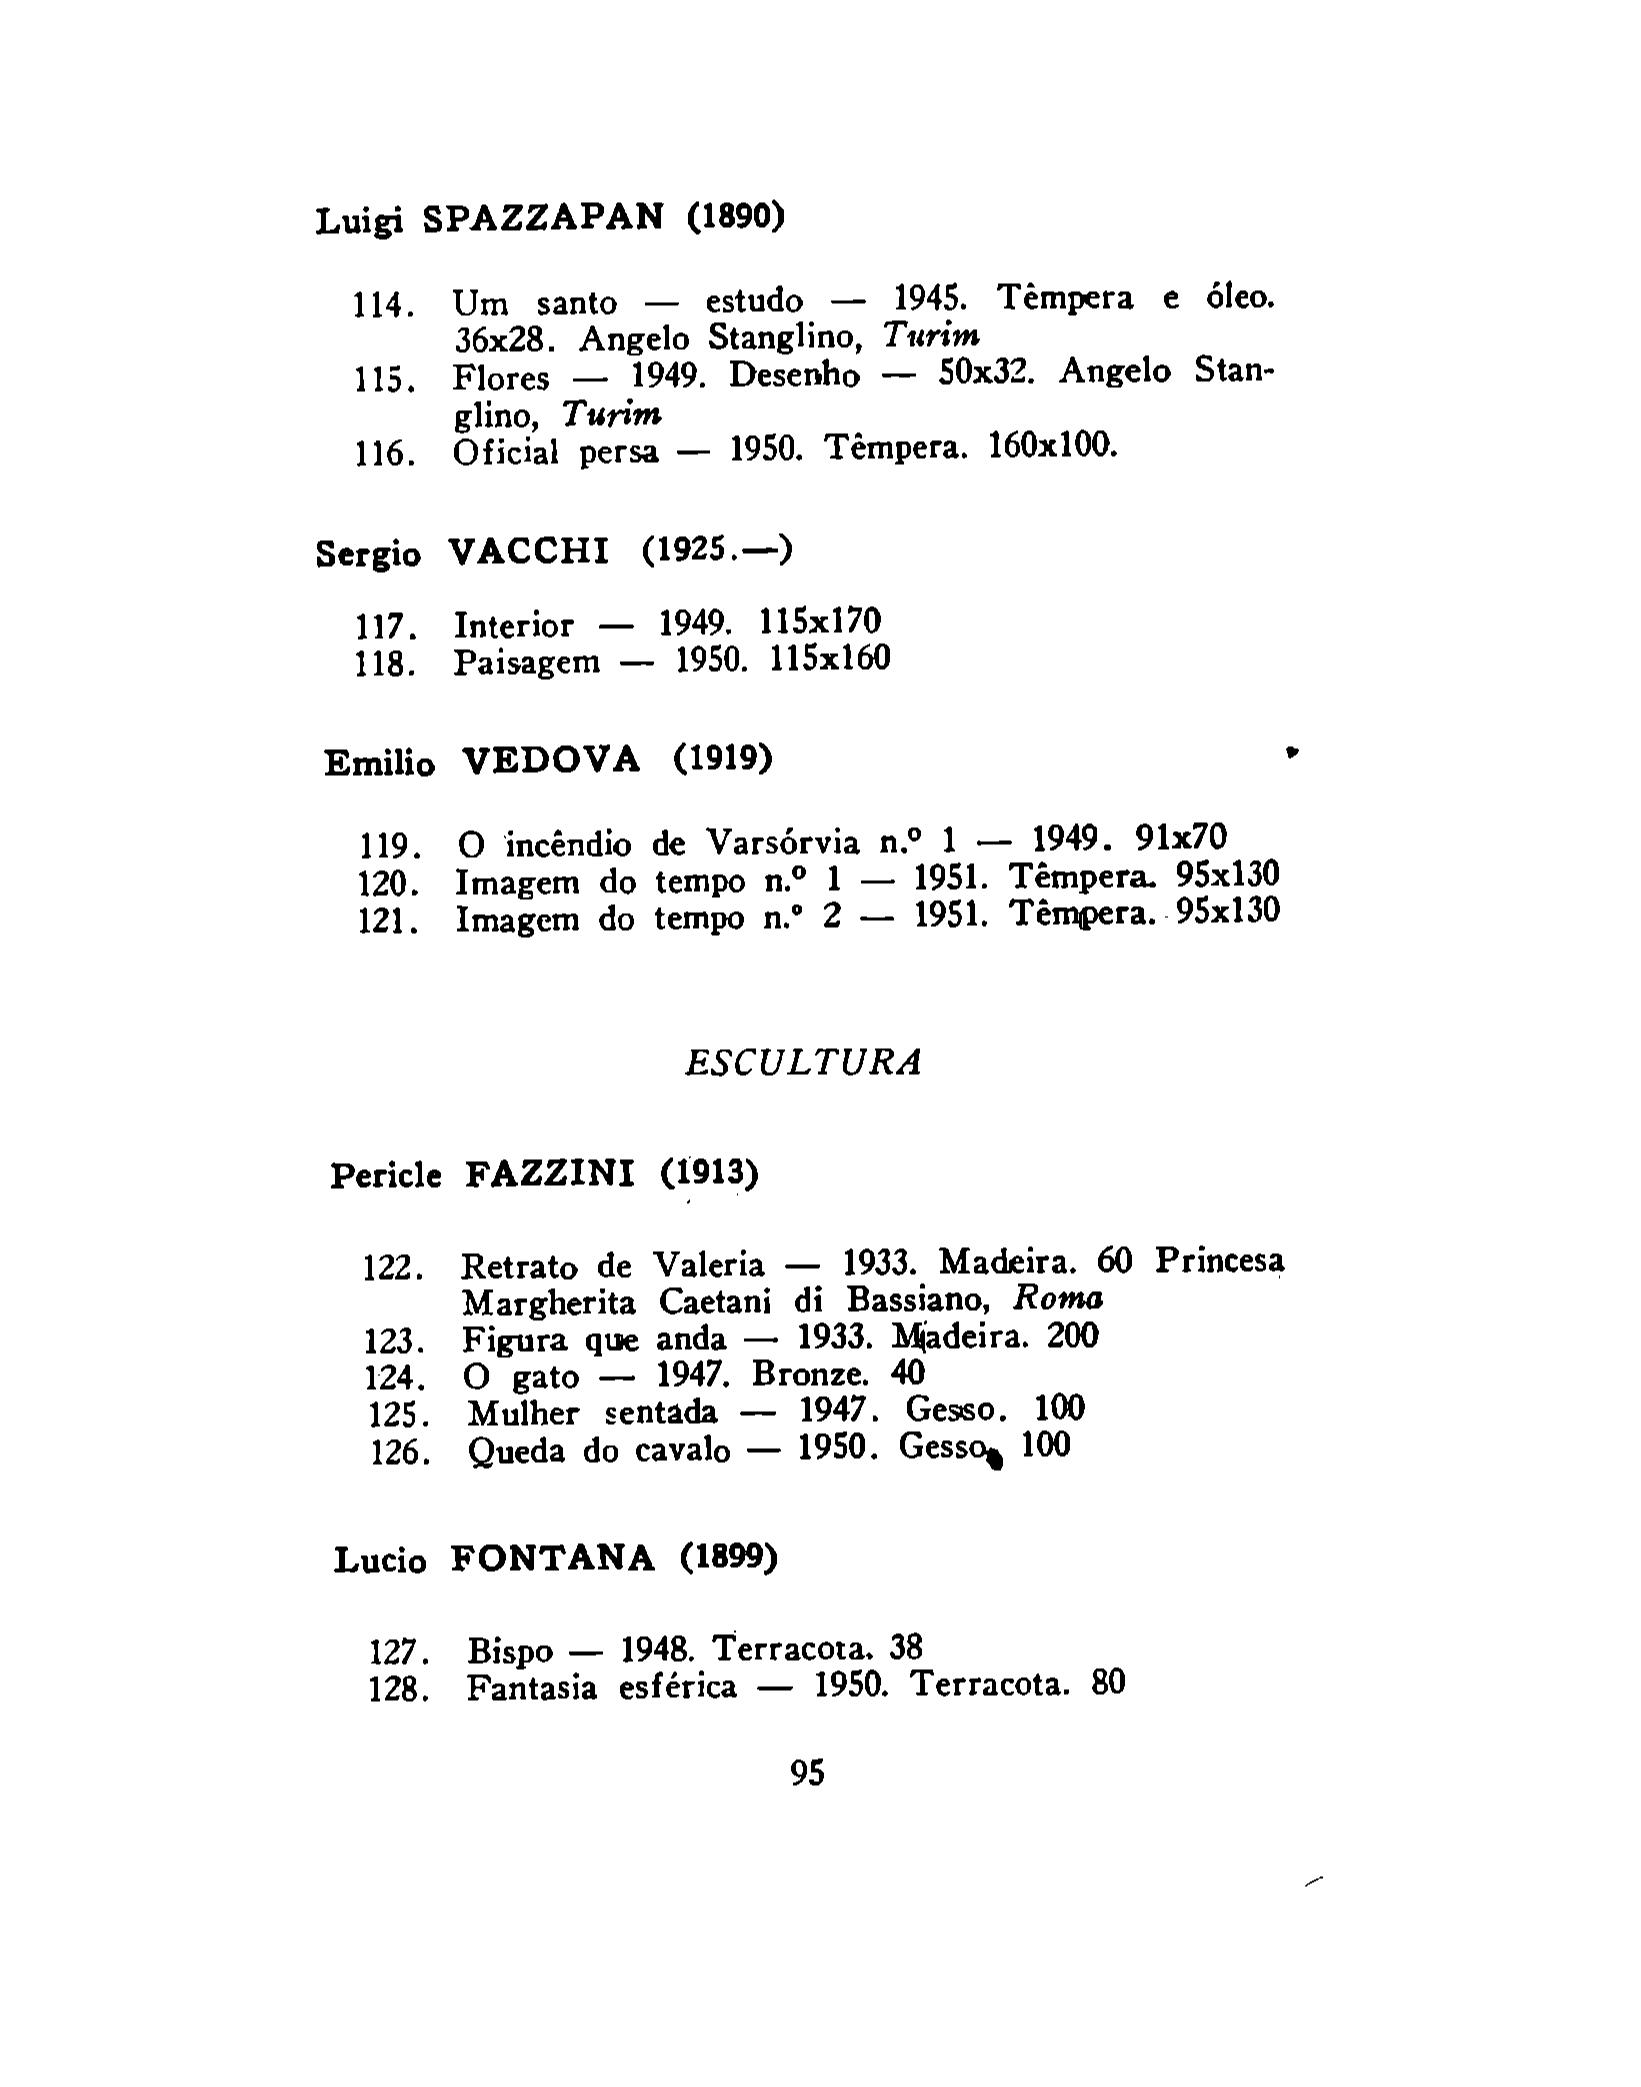 Luigi SPAZZAPAN (1890)
114. Um santo — estudo — 1945. Têmpera e óleo.
36x28. Angelo Stanglino, Turim
115. Flores — 1949. Desenho — 50x32. Angelo Stan-
glino, Turim
116. Oficial persa — 1950. Têmpera. 160x100.
Sergio VACCHI (1925.—)
117. Interior — 1949. 115x170
118. Paisagem — 1950. 115x160
Emilio VEDOVA (1919)
119. O incêndio de Varsórvia n.º 1 — 1949. 91x70
120. Imagem do tempo n.º 1 — 1951. Têmpera. 95x130
121. Imagem do tempo n.º 2 — 1951. Têmpera. 95x130
ESCULTURA
Pericle FAZZINI (1913)
122. Retrato de Valeria — 1933. Madeira. 60 Princesa
Margherita Caetani di Bassiano, Roma
123. Figura que anda — 1933. Madeira. 200
124. O gato — 1947. Bronze. 40
125. Mulher sentada — 1947. Gesso. 100
126. Queda do cavalo — 1950. Gesso. 100
Lucio FONTANA (1899)
127. Bispo — 1948. Terracota. 38
128. Fantasia esférica — 1950. Terracota. 80
95